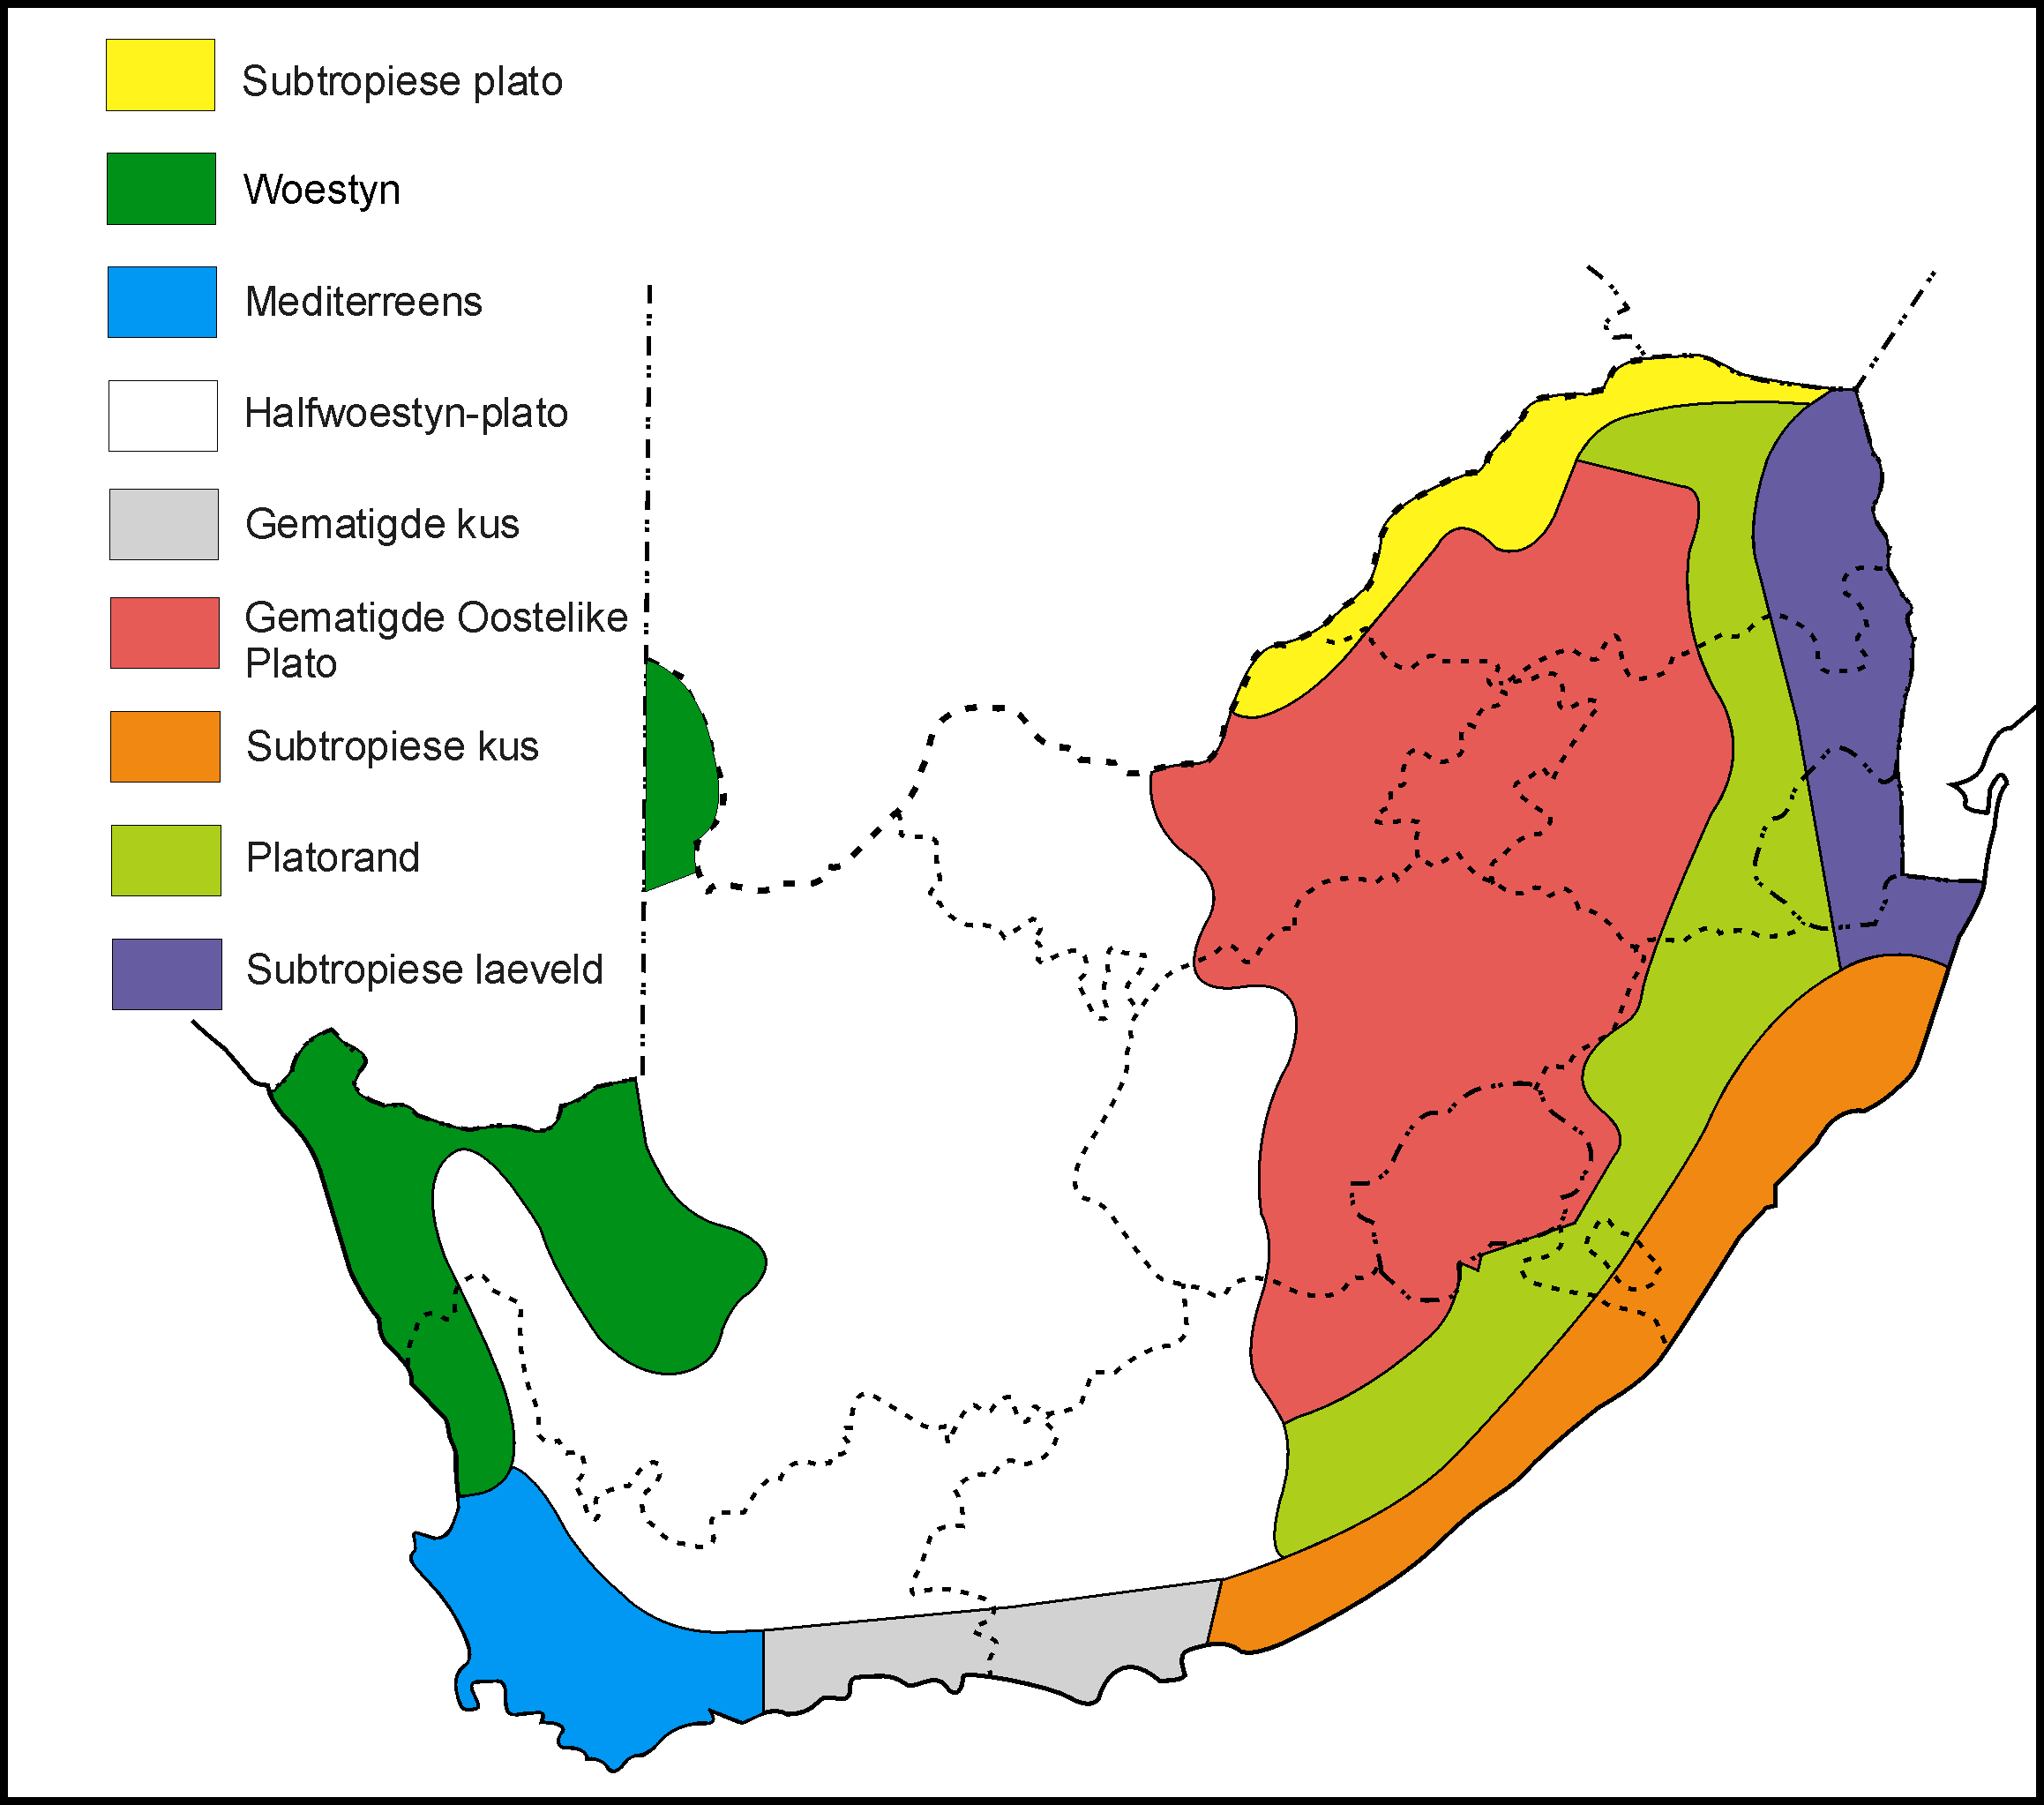 Subtropiese plato
Woestyn
Mediterreens
Halfwoestyn-plato
Gematigde kus
Gematigde Oostelike
Plato
Subtropiese kus
Platorand
Subtropiese laeveld